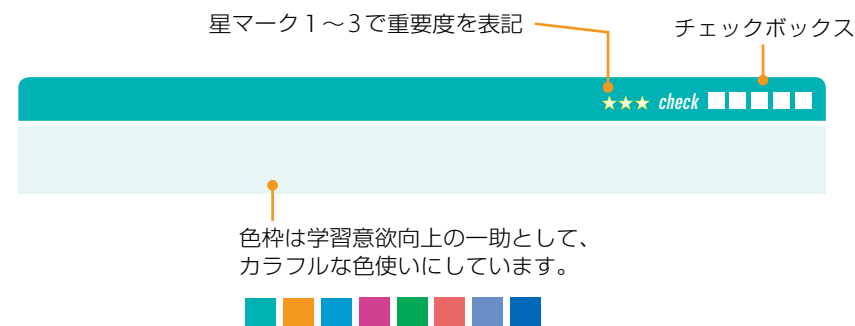 星マーク1〜3で重要度を表記
チェックボックス
★★★ check □□□□□
色枠は学習意欲向上の一助として、
カラフルな色使いにしています。